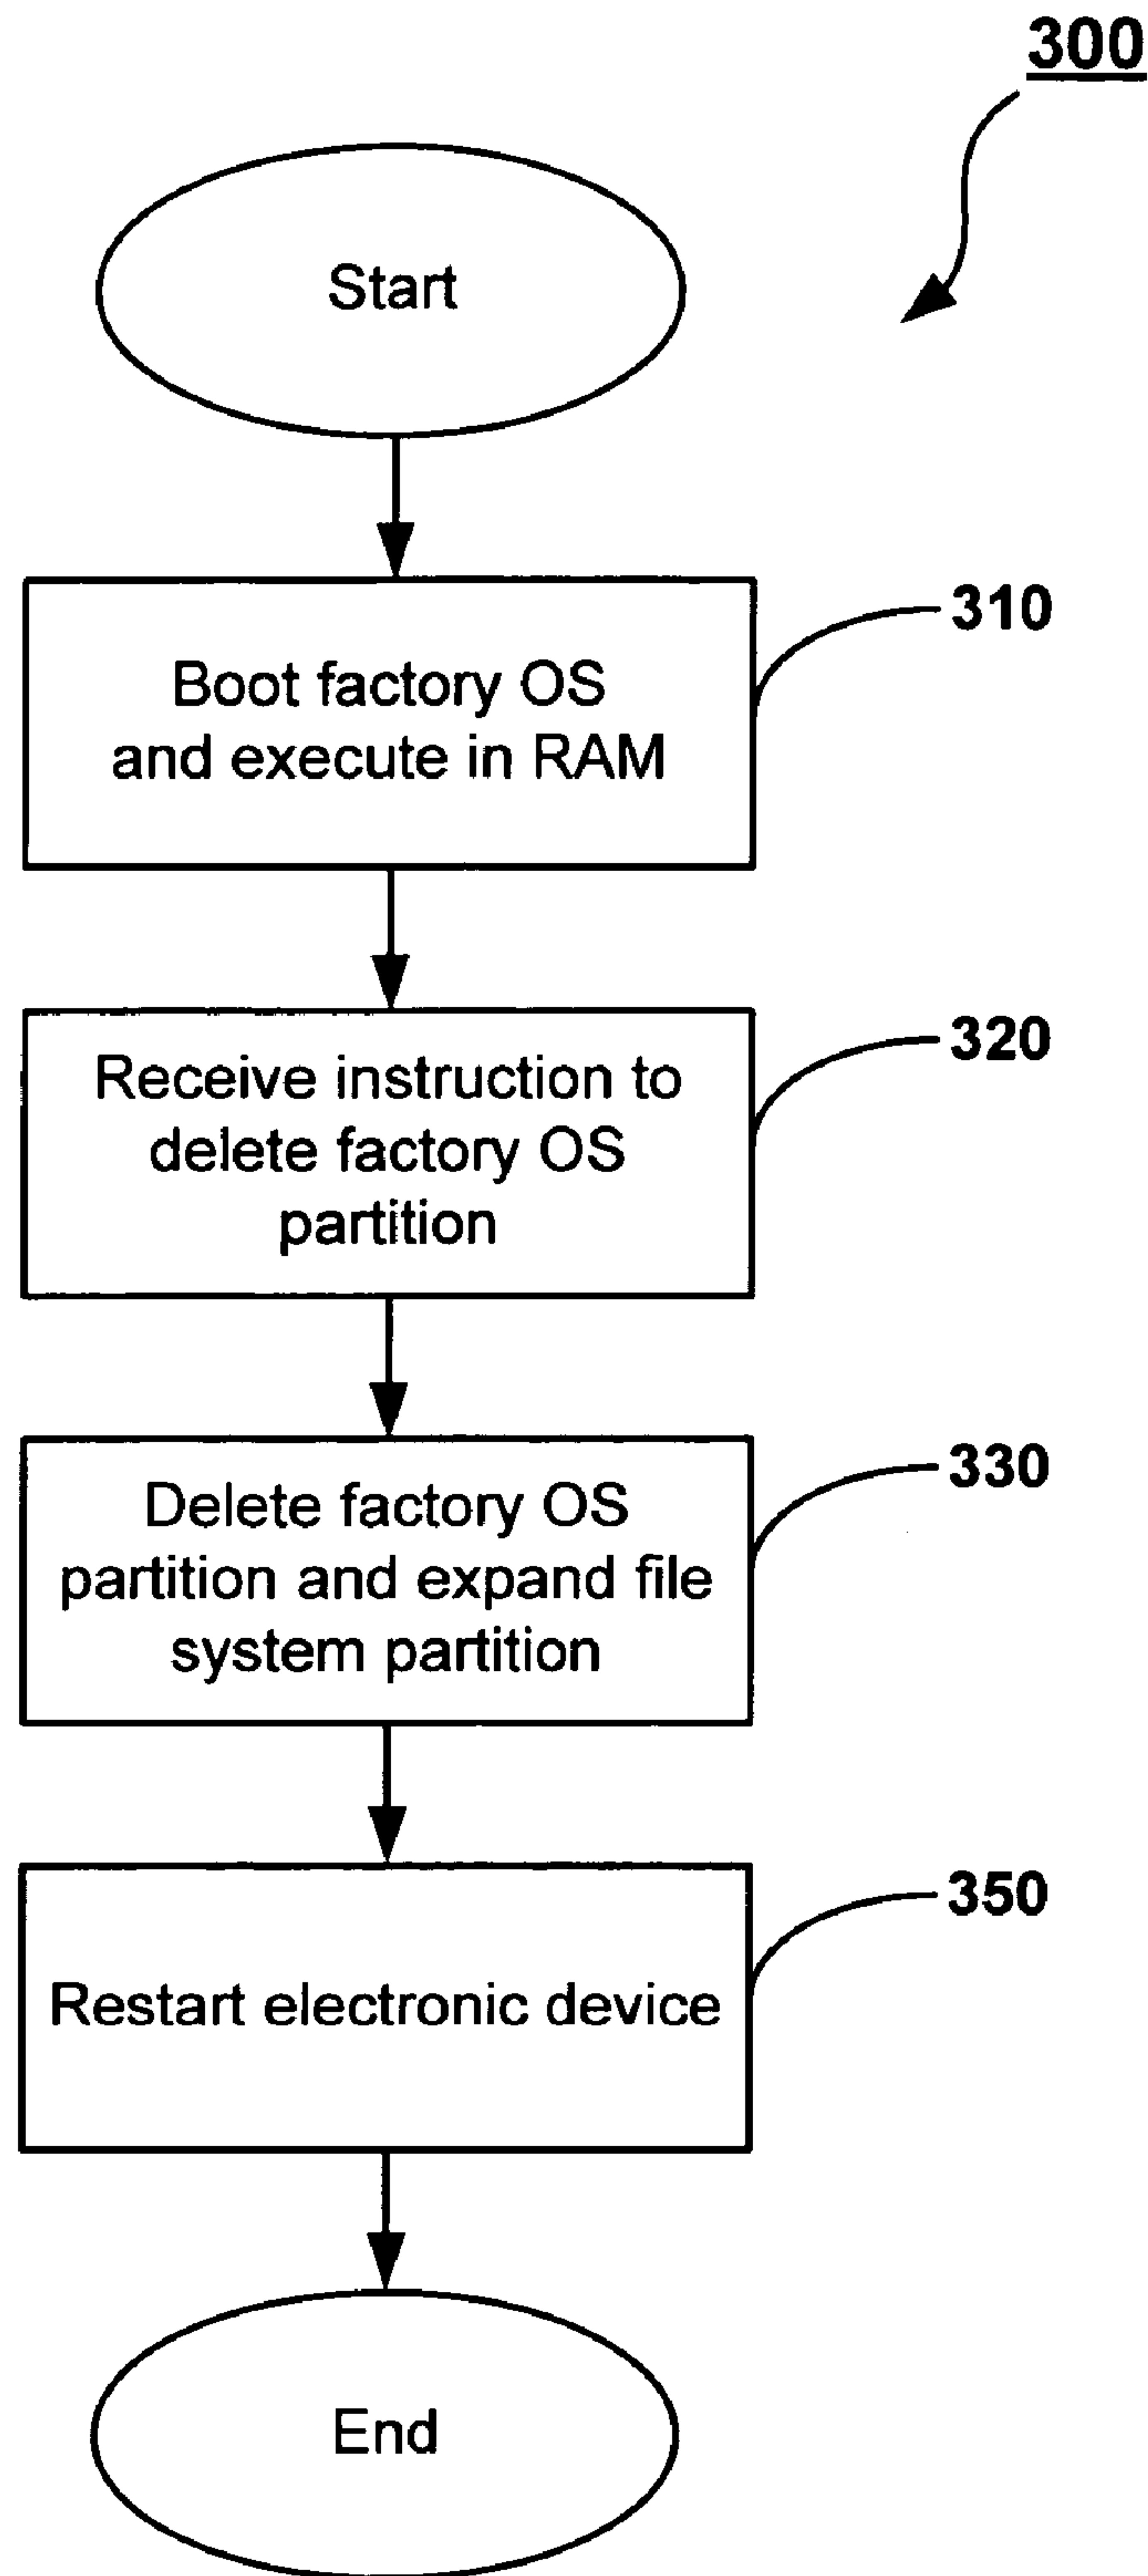 300
Start
310
Boot factory OS
and execute in RAM
320
Receive instruction to
delete factory OS
partition
330
Delete factory OS
partition and expand file
system partition
350
Restart electronic device
End